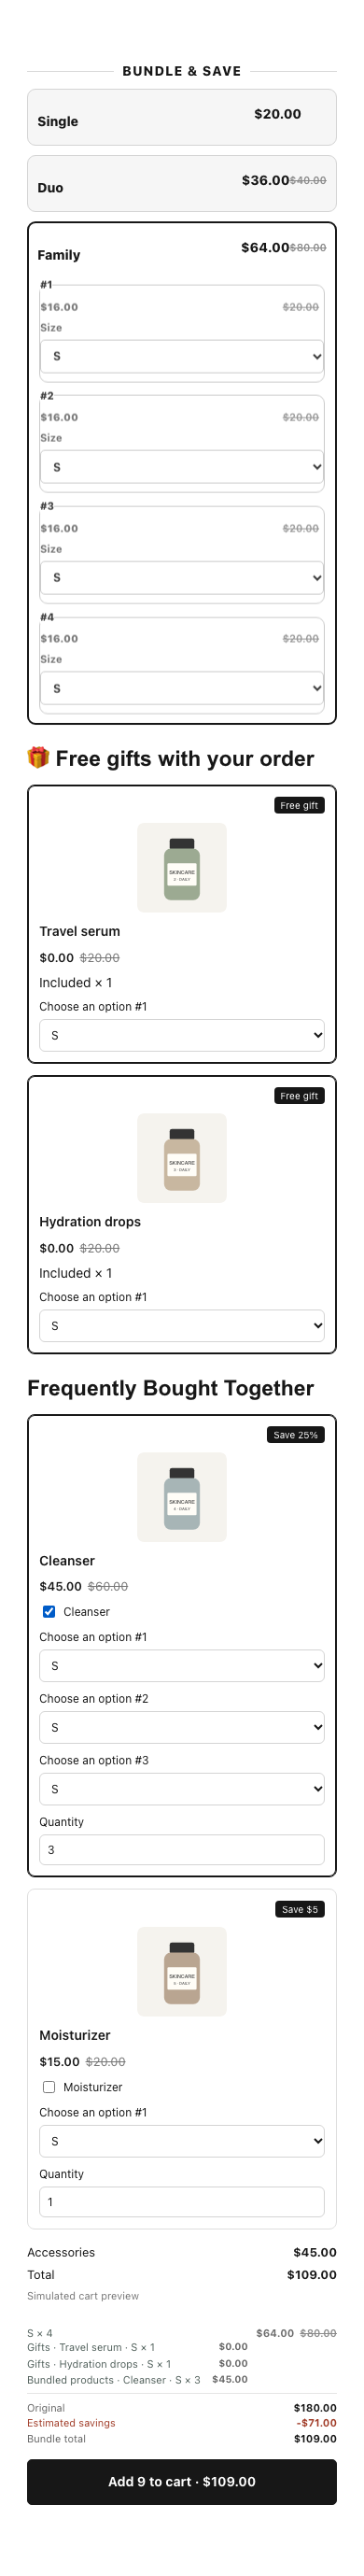 BUNDLE & SAVE
Single
$20.00
Duo
$36.00 $40.00
Family
$64.00 $80.00
#1
$16.00 $20.00
Size
S
#2
$16.00 $20.00
Size
S
#3
$16.00 $20.00
Size
S
#4
$16.00 $20.00
Size
S
🎁 Free gifts with your order
Free gift
SKINCARE
Travel serum
$0.00 $20.00
Included × 1
Choose an option #1
S
Free gift
SKINCARE
Hydration drops
$0.00 $20.00
Included × 1
Choose an option #1
S
Frequently Bought Together
Save 25%
SKINCARE
Cleanser
$45.00 $60.00
Cleanser
Choose an option #1
S
Choose an option #2
S
Choose an option #3
S
Quantity
3
Save $5
SKINCARE
Moisturizer
$15.00 $20.00
Moisturizer
Choose an option #1
S
Quantity
1
Accessories $45.00
Total $109.00
Simulated cart preview
S × 4 $64.00 $80.00
Gifts · Travel serum · S × 1 $0.00
Gifts · Hydration drops · S × 1 $0.00
Bundled products · Cleanser · S × 3 $45.00
Original $180.00
Estimated savings -$71.00
Bundle total $109.00
Add 9 to cart · $109.00